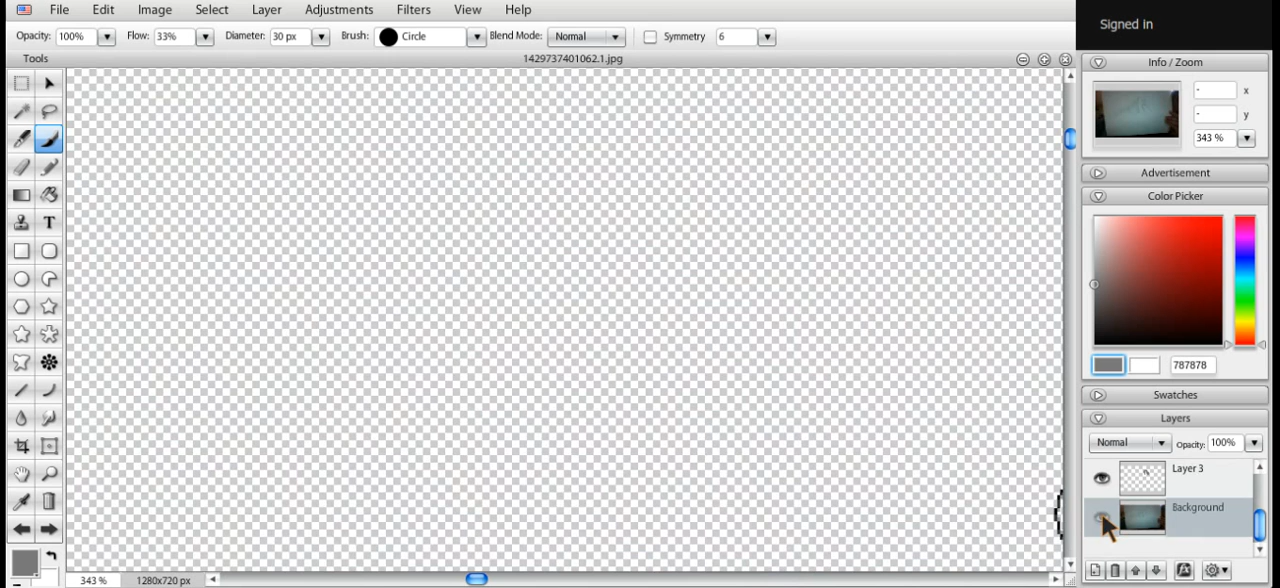 File Edit Image Select Layer Adjustments Filters View Help
Signed in
Opacity: 100% Flow: 33% Diameter: 30 px Brush: Circle Blend Mode: Normal Symmetry 6
Tools
1429737401062.1.jpg
Info / Zoom
- x
- y
343 %
Advertisement
Color Picker
787878
Swatches
Layers
Normal Opacity: 100%
Layer 3
Background
T
343 % 1280x720 px